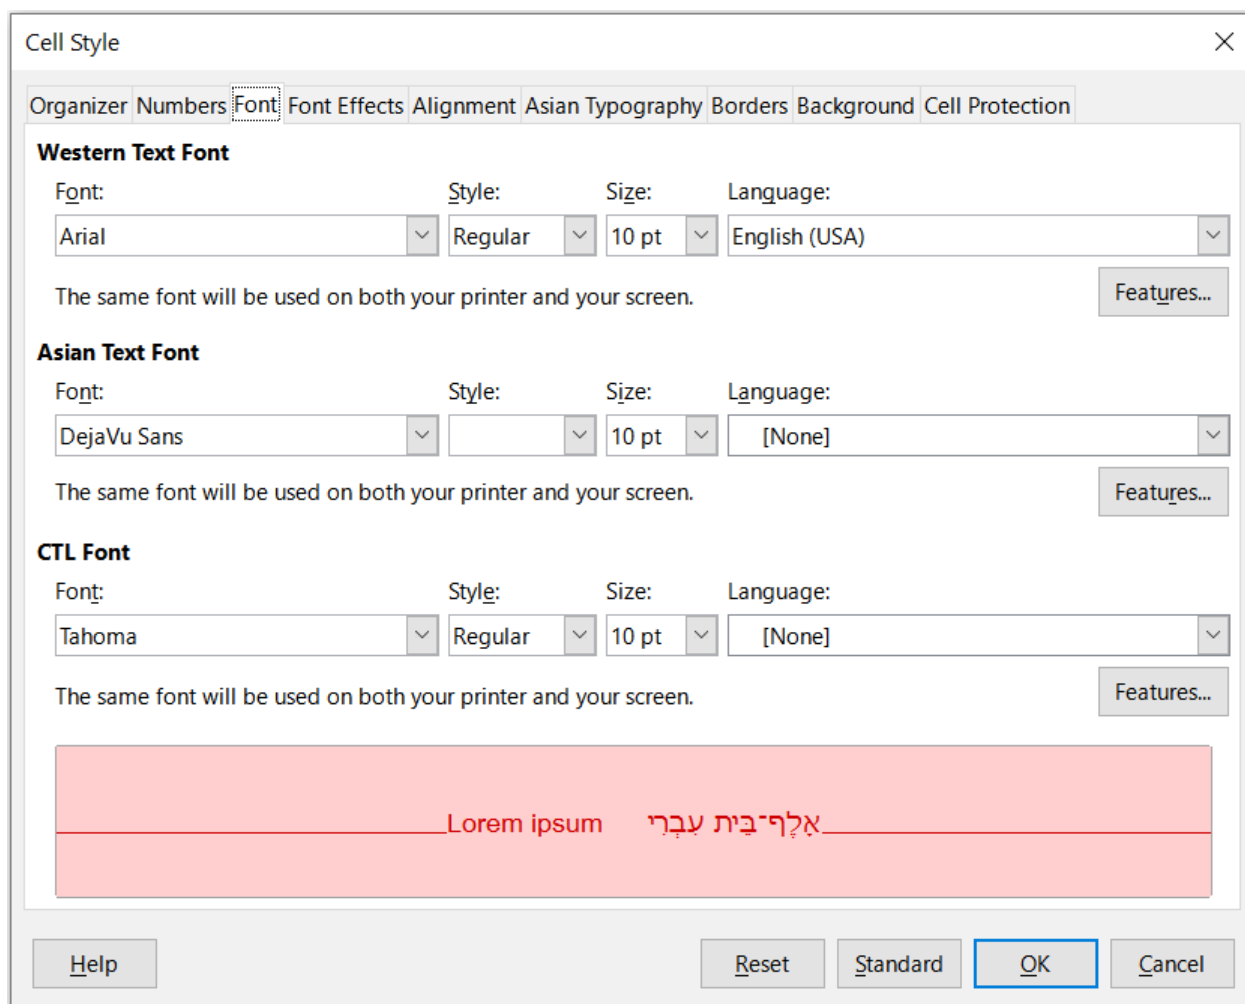 Cell Style
Organizer Numbers Font Font Effects Alignment Asian Typography Borders Background Cell Protection
Western Text Font
Font: Style: Size: Language:
Arial Regular 10 pt English (USA)
The same font will be used on both your printer and your screen. Features...
Asian Text Font
Font: Style: Size: Language:
DejaVu Sans 10 pt [None]
The same font will be used on both your printer and your screen. Features...
CTL Font
Font: Style: Size: Language:
Tahoma Regular 10 pt [None]
The same font will be used on both your printer and your screen. Features...
Lorem ipsum אָלֶף־בֵּית עִבְרִי
Help Reset Standard OK Cancel